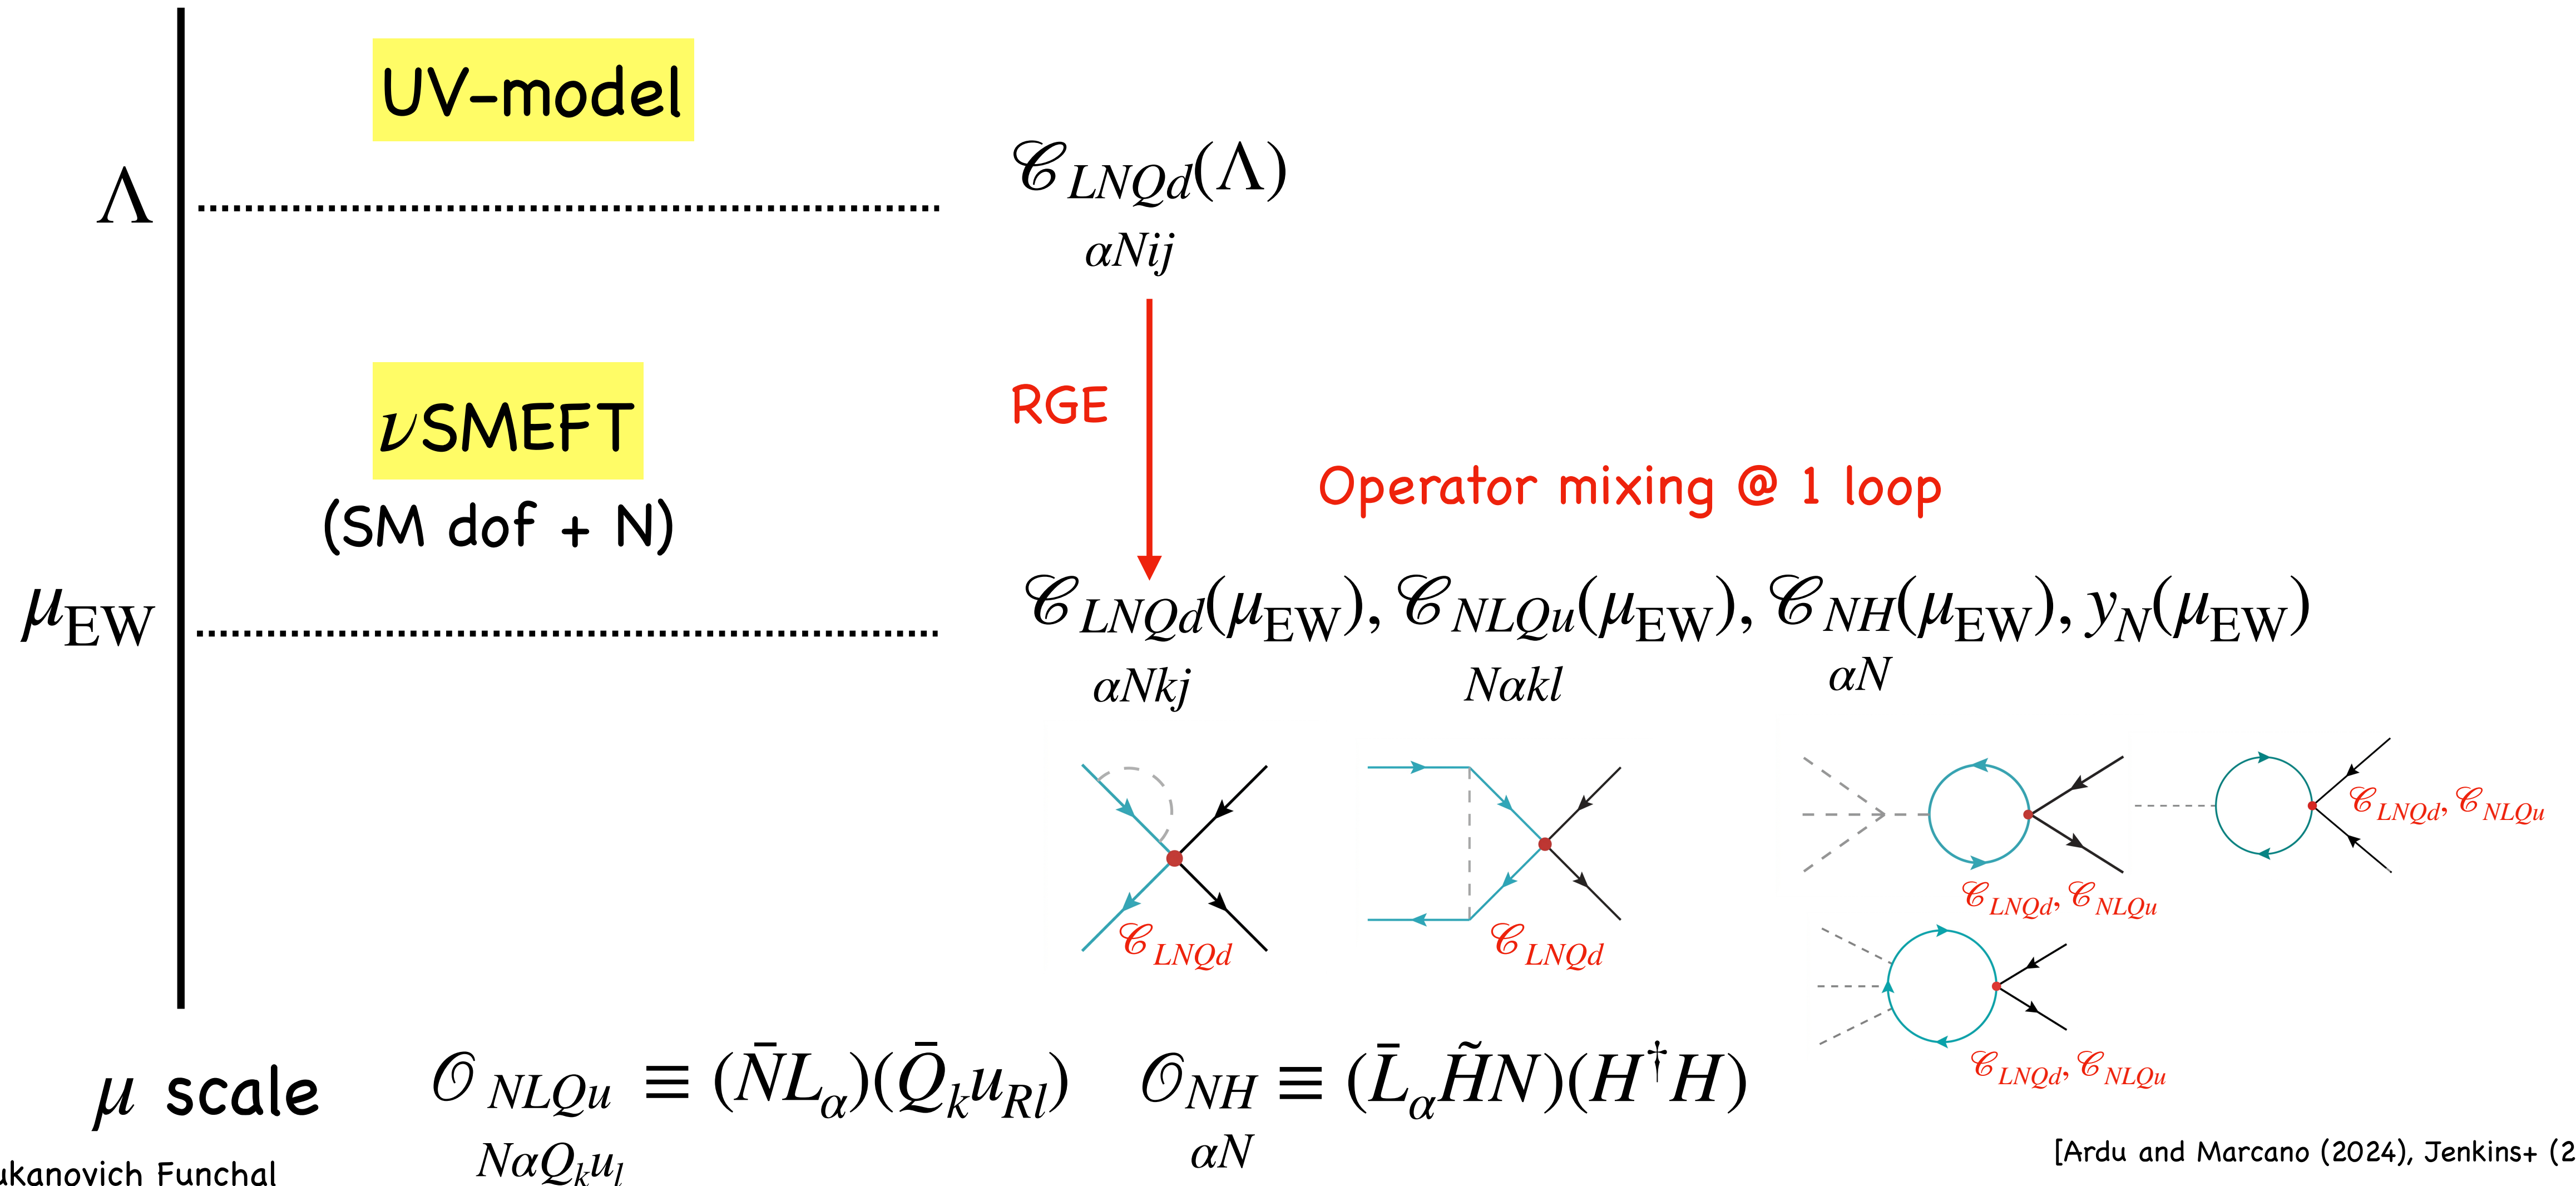 UV-model
Λ
𝒞_{LNQd}(Λ)
αNij
νSMEFT
(SM dof + N)
RGE
Operator mixing @ 1 loop
μ_{EW}
𝒞_{LNQd}(μ_{EW}), 𝒞_{NLQu}(μ_{EW}), 𝒞_{NH}(μ_{EW}), y_N(μ_{EW})
αNkj Nαkl αN
𝒞_{LNQd}
𝒞_{LNQd}
𝒞_{LNQd}, 𝒞_{NLQu}
𝒞_{LNQd}, 𝒞_{NLQu}
𝒞_{LNQd}, 𝒞_{NLQu}
μ scale
𝒪_{NLQu} ≡ (N̄L_α)(Q̄_k u_{Rl})
NαQ_k u_l
𝒪_{NH} ≡ (L̄_α H̃N)(H^†H)
αN
ukanovich Funchal
[Ardu and Marcano (2024), Jenkins+ (2